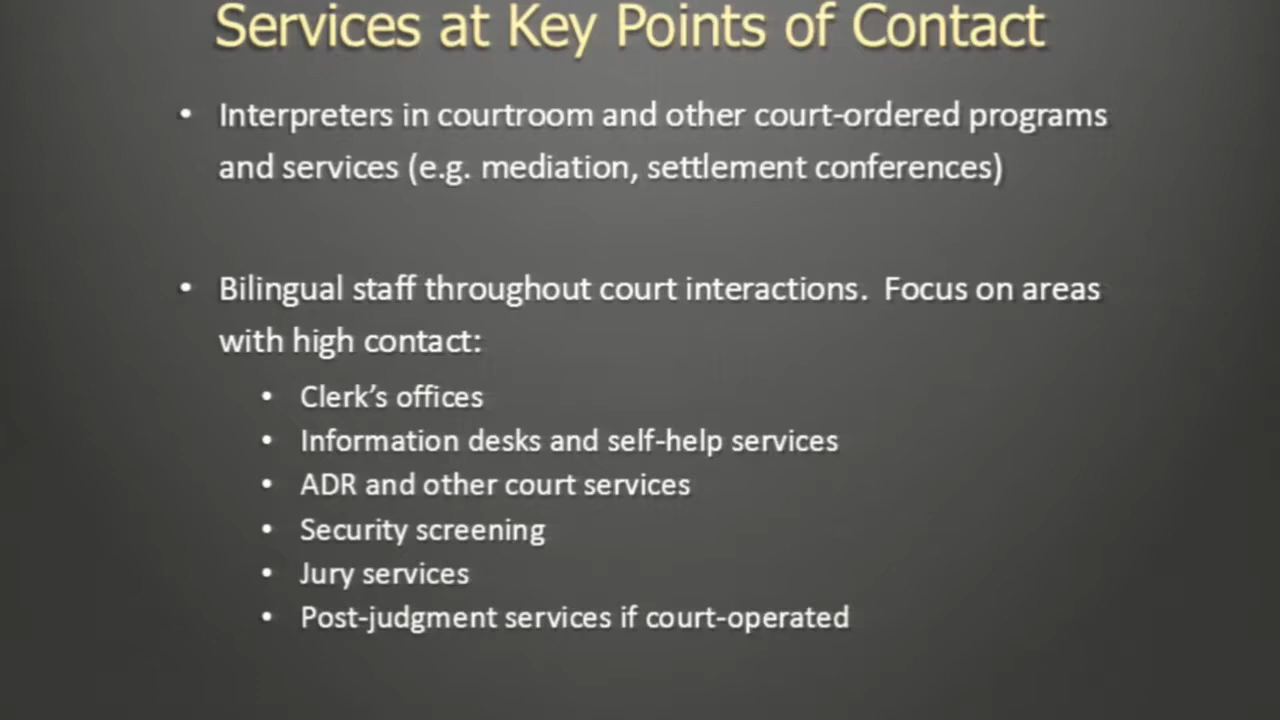 Services at Key Points of Contact
• Interpreters in courtroom and other court-ordered programs
and services (e.g. mediation, settlement conferences)
• Bilingual staff throughout court interactions.  Focus on areas
with high contact:
• Clerk’s offices
• Information desks and self-help services
• ADR and other court services
• Security screening
• Jury services
• Post-judgment services if court-operated